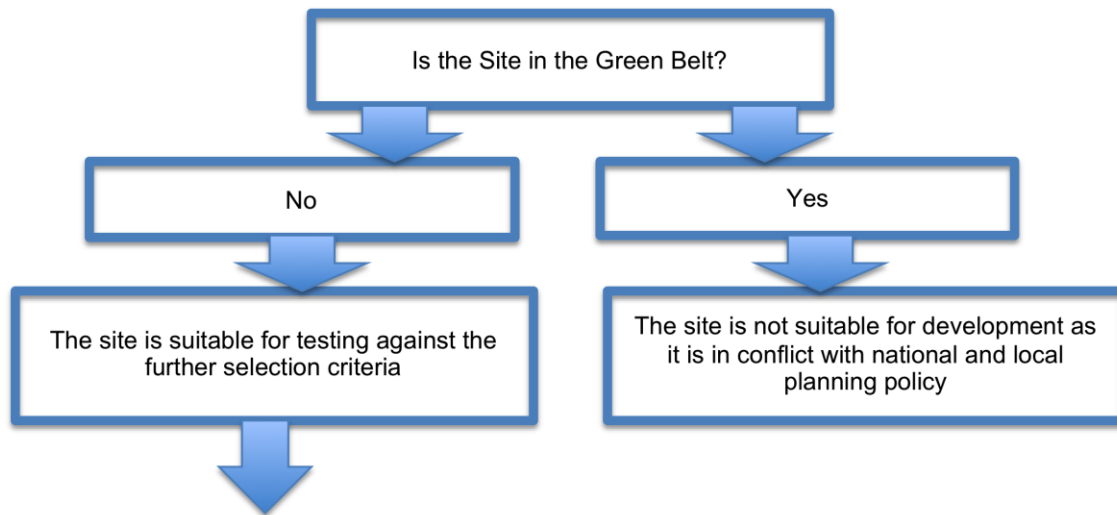 Is the Site in the Green Belt?
No
Yes
The site is suitable for testing against the
further selection criteria
The site is not suitable for development as
it is in conflict with national and local
planning policy